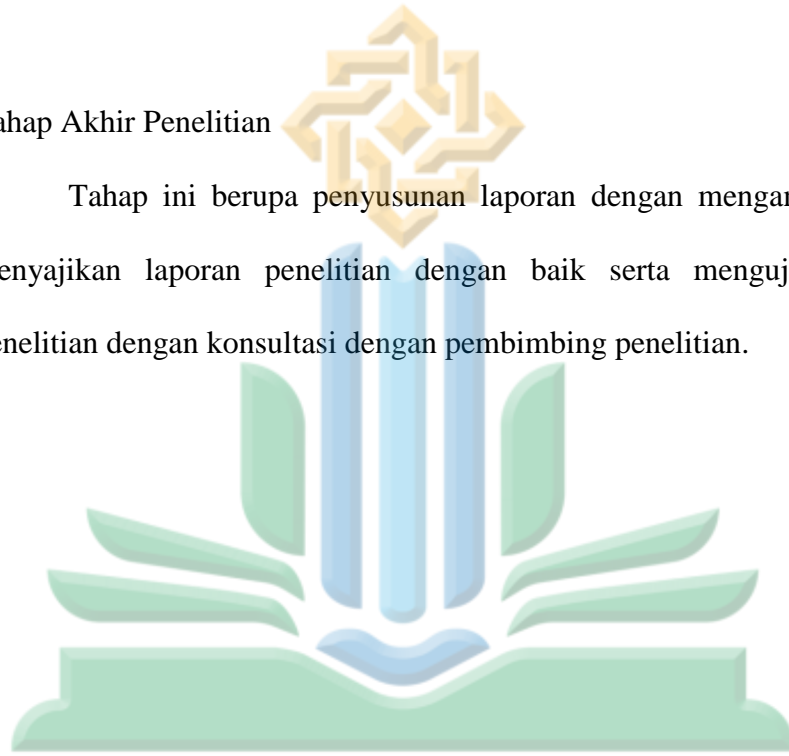 ahap Akhir Penelitian
Tahap ini berupa penyusunan laporan dengan mengan
enyajikan laporan penelitian dengan baik serta menguj
enelitian dengan konsultasi dengan pembimbing penelitian.